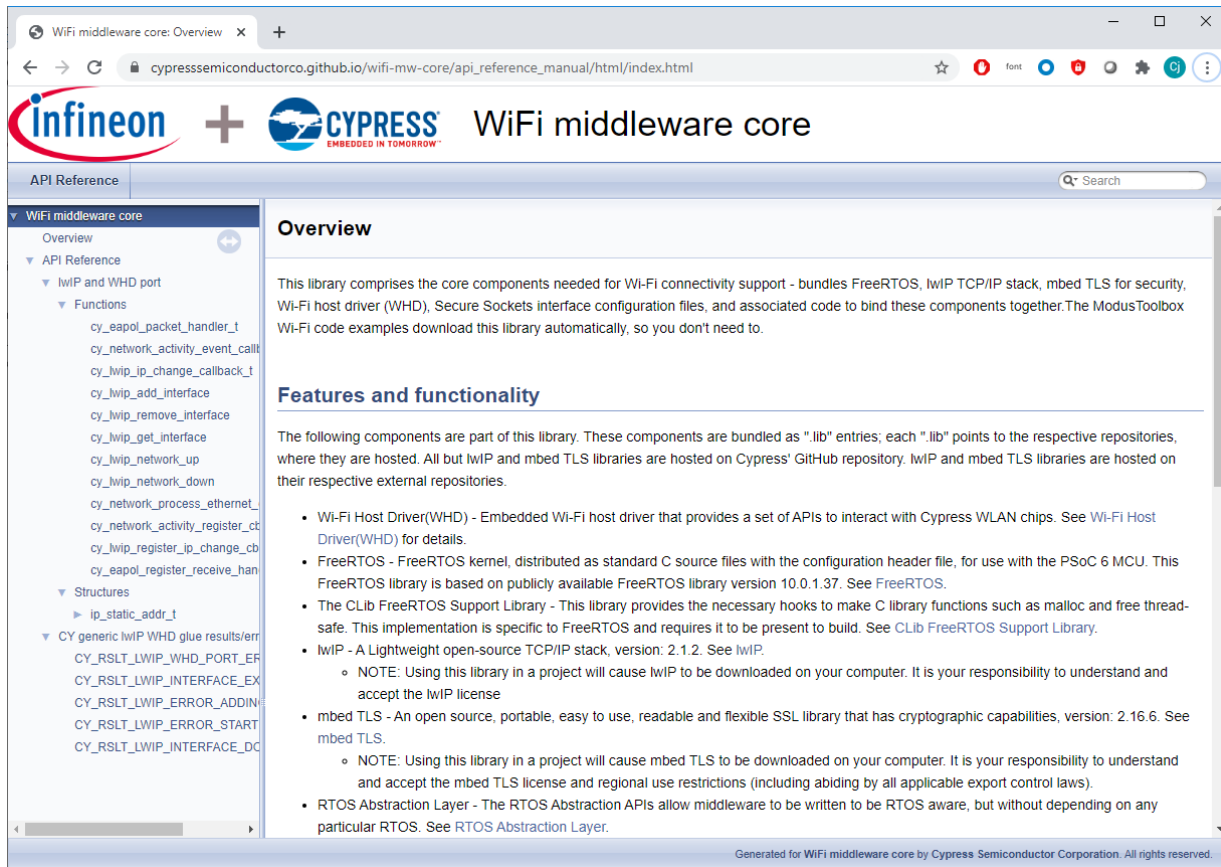 WiFi middleware core: Overview
cypresssemiconductorco.github.io/wifi-mw-core/api_reference_manual/html/index.html
font
Cj
infineon
CYPRESS
EMBEDDED IN TOMORROW™
WiFi middleware core
API Reference
Search
WiFi middleware core
Overview
API Reference
lwIP and WHD port
Functions
cy_eapol_packet_handler_t
cy_network_activity_event_callb
cy_lwip_ip_change_callback_t
cy_lwip_add_interface
cy_lwip_remove_interface
cy_lwip_get_interface
cy_lwip_network_up
cy_lwip_network_down
cy_network_process_ethernet_
cy_network_activity_register_cb
cy_lwip_register_ip_change_cb
cy_eapol_register_receive_han
Structures
ip_static_addr_t
CY generic lwIP WHD glue results/err
CY_RSLT_LWIP_WHD_PORT_ER
CY_RSLT_LWIP_INTERFACE_EX
CY_RSLT_LWIP_ERROR_ADDIN
CY_RSLT_LWIP_ERROR_START
CY_RSLT_LWIP_INTERFACE_DO
Overview
This library comprises the core components needed for Wi-Fi connectivity support - bundles FreeRTOS, lwIP TCP/IP stack, mbed TLS for security,
Wi-Fi host driver (WHD), Secure Sockets interface configuration files, and associated code to bind these components together.The ModusToolbox
Wi-Fi code examples download this library automatically, so you don't need to.
Features and functionality
The following components are part of this library. These components are bundled as ".lib" entries; each ".lib" points to the respective repositories,
where they are hosted. All but lwIP and mbed TLS libraries are hosted on Cypress' GitHub repository. lwIP and mbed TLS libraries are hosted on
their respective external repositories.
• Wi-Fi Host Driver(WHD) - Embedded Wi-Fi host driver that provides a set of APIs to interact with Cypress WLAN chips. See Wi-Fi Host
Driver(WHD) for details.
• FreeRTOS - FreeRTOS kernel, distributed as standard C source files with the configuration header file, for use with the PSoC 6 MCU. This
FreeRTOS library is based on publicly available FreeRTOS library version 10.0.1.37. See FreeRTOS.
• The CLib FreeRTOS Support Library - This library provides the necessary hooks to make C library functions such as malloc and free thread-
safe. This implementation is specific to FreeRTOS and requires it to be present to build. See CLib FreeRTOS Support Library.
• lwIP - A Lightweight open-source TCP/IP stack, version: 2.1.2. See lwIP.
NOTE: Using this library in a project will cause lwIP to be downloaded on your computer. It is your responsibility to understand and
accept the lwIP license
• mbed TLS - An open source, portable, easy to use, readable and flexible SSL library that has cryptographic capabilities, version: 2.16.6. See
mbed TLS.
NOTE: Using this library in a project will cause mbed TLS to be downloaded on your computer. It is your responsibility to understand
and accept the mbed TLS license and regional use restrictions (including abiding by all applicable export control laws).
• RTOS Abstraction Layer - The RTOS Abstraction APIs allow middleware to be written to be RTOS aware, but without depending on any
particular RTOS. See RTOS Abstraction Layer.
Generated for WiFi middleware core by Cypress Semiconductor Corporation. All rights reserved.